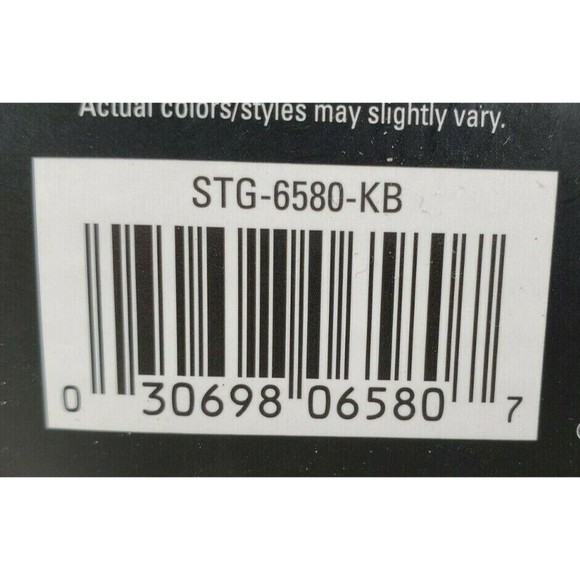 Actual colors/styles may slightly vary.
STG-6580-KB
0 30698 06580 7